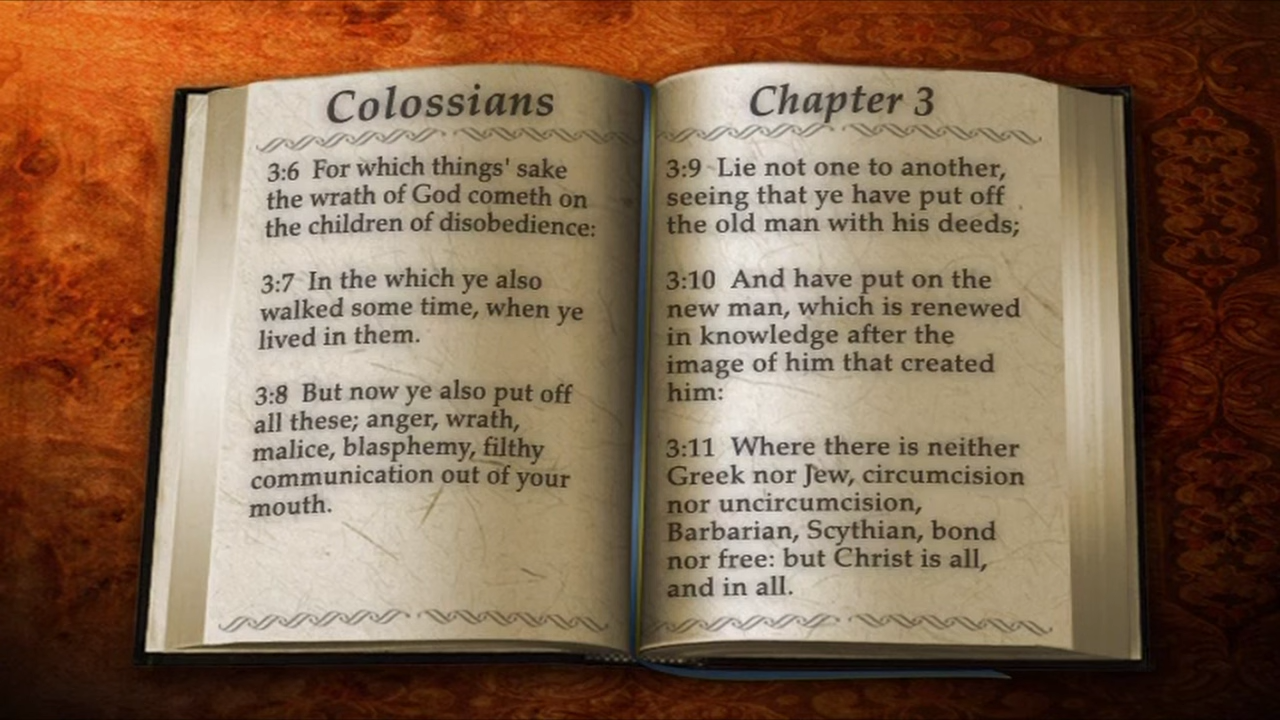 Colossians
3:6 For which things' sake
the wrath of God cometh on
the children of disobedience:
3:7 In the which ye also
walked some time, when ye
lived in them.
3:8 But now ye also put off
all these; anger, wrath,
malice, blasphemy, filthy
communication out of your
mouth.
Chapter 3
3:9 Lie not one to another,
seeing that ye have put off
the old man with his deeds;
3:10 And have put on the
new man, which is renewed
in knowledge after the
image of him that created
him:
3:11 Where there is neither
Greek nor Jew, circumcision
nor uncircumcision,
Barbarian, Scythian, bond
nor free: but Christ is all,
and in all.